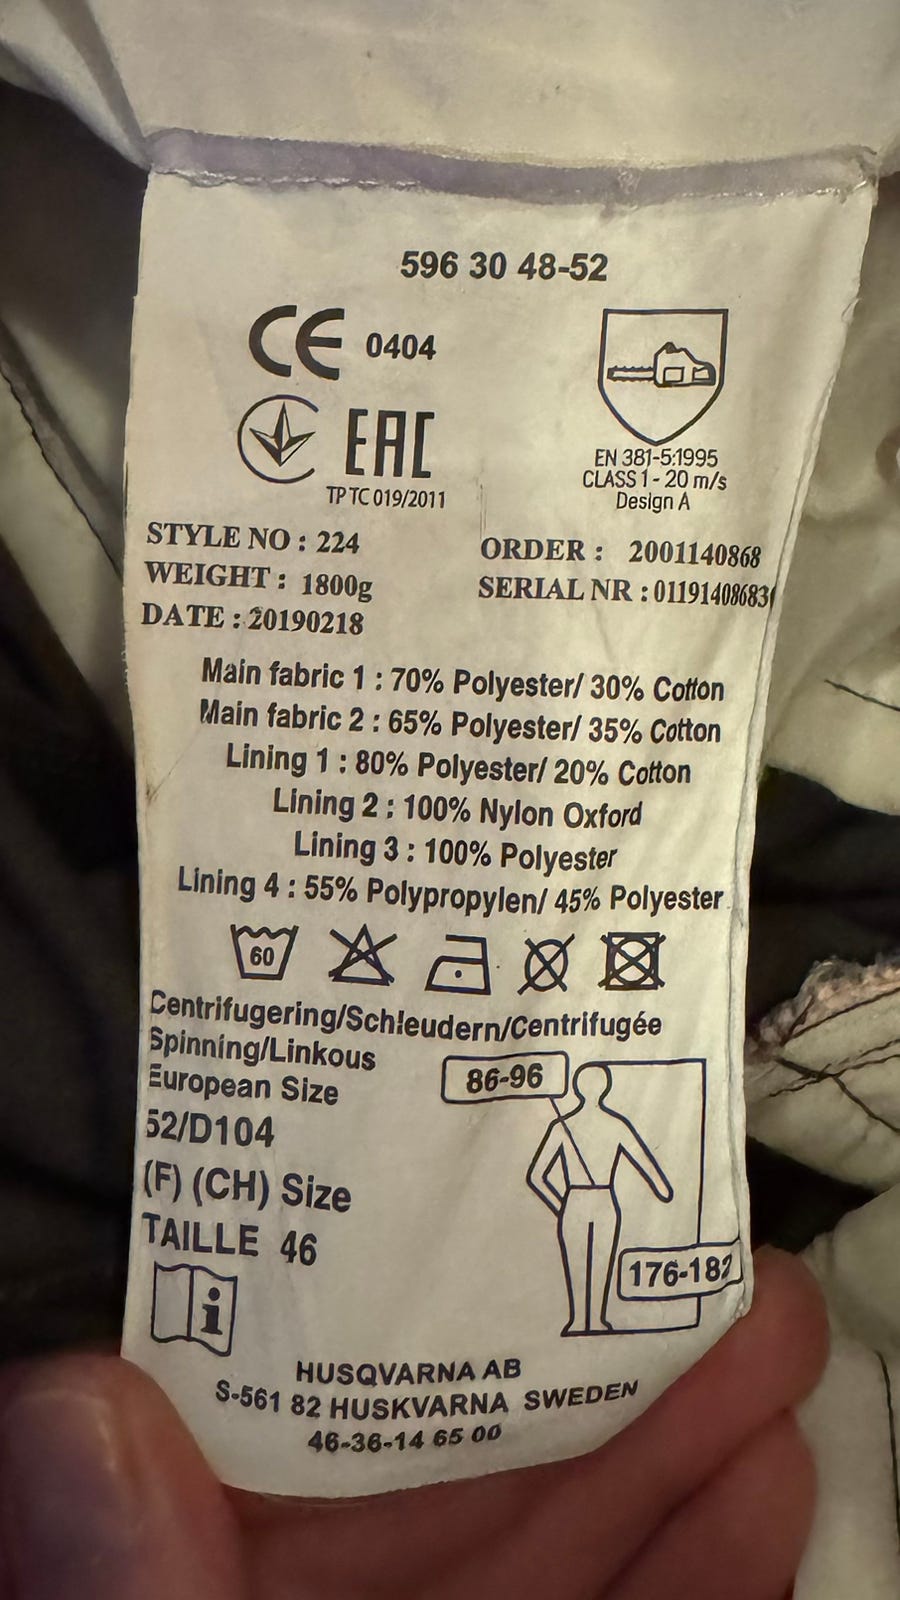 596 30 48-52
CE 0404
EAC
TP TC 019/2011
EN 381-5:1995
CLASS 1 - 20 m/s
Design A
STYLE NO : 224
WEIGHT : 1800g
DATE : 20190218
ORDER : 2001140868
SERIAL NR :
Main fabric 1 : 70% Polyester/ 30% Cotton
Main fabric 2 : 65% Polyester/ 35% Cotton
Lining 1 : 80% Polyester/ 20% Cotton
Lining 2 : 100% Nylon Oxford
Lining 3 : 100% Polyester
Lining 4 : 55% Polypropylen/ 45% Polyester
60
Centrifugering/Schleudern/Centrifugée
Spinning/Linkous
European Size
52/D104
(F) (CH) Size
TAILLE 46
86-96
176-182
i
HUSQVARNA AB
S-561 82 HUSKVARNA SWEDEN
46-36-14 65 00